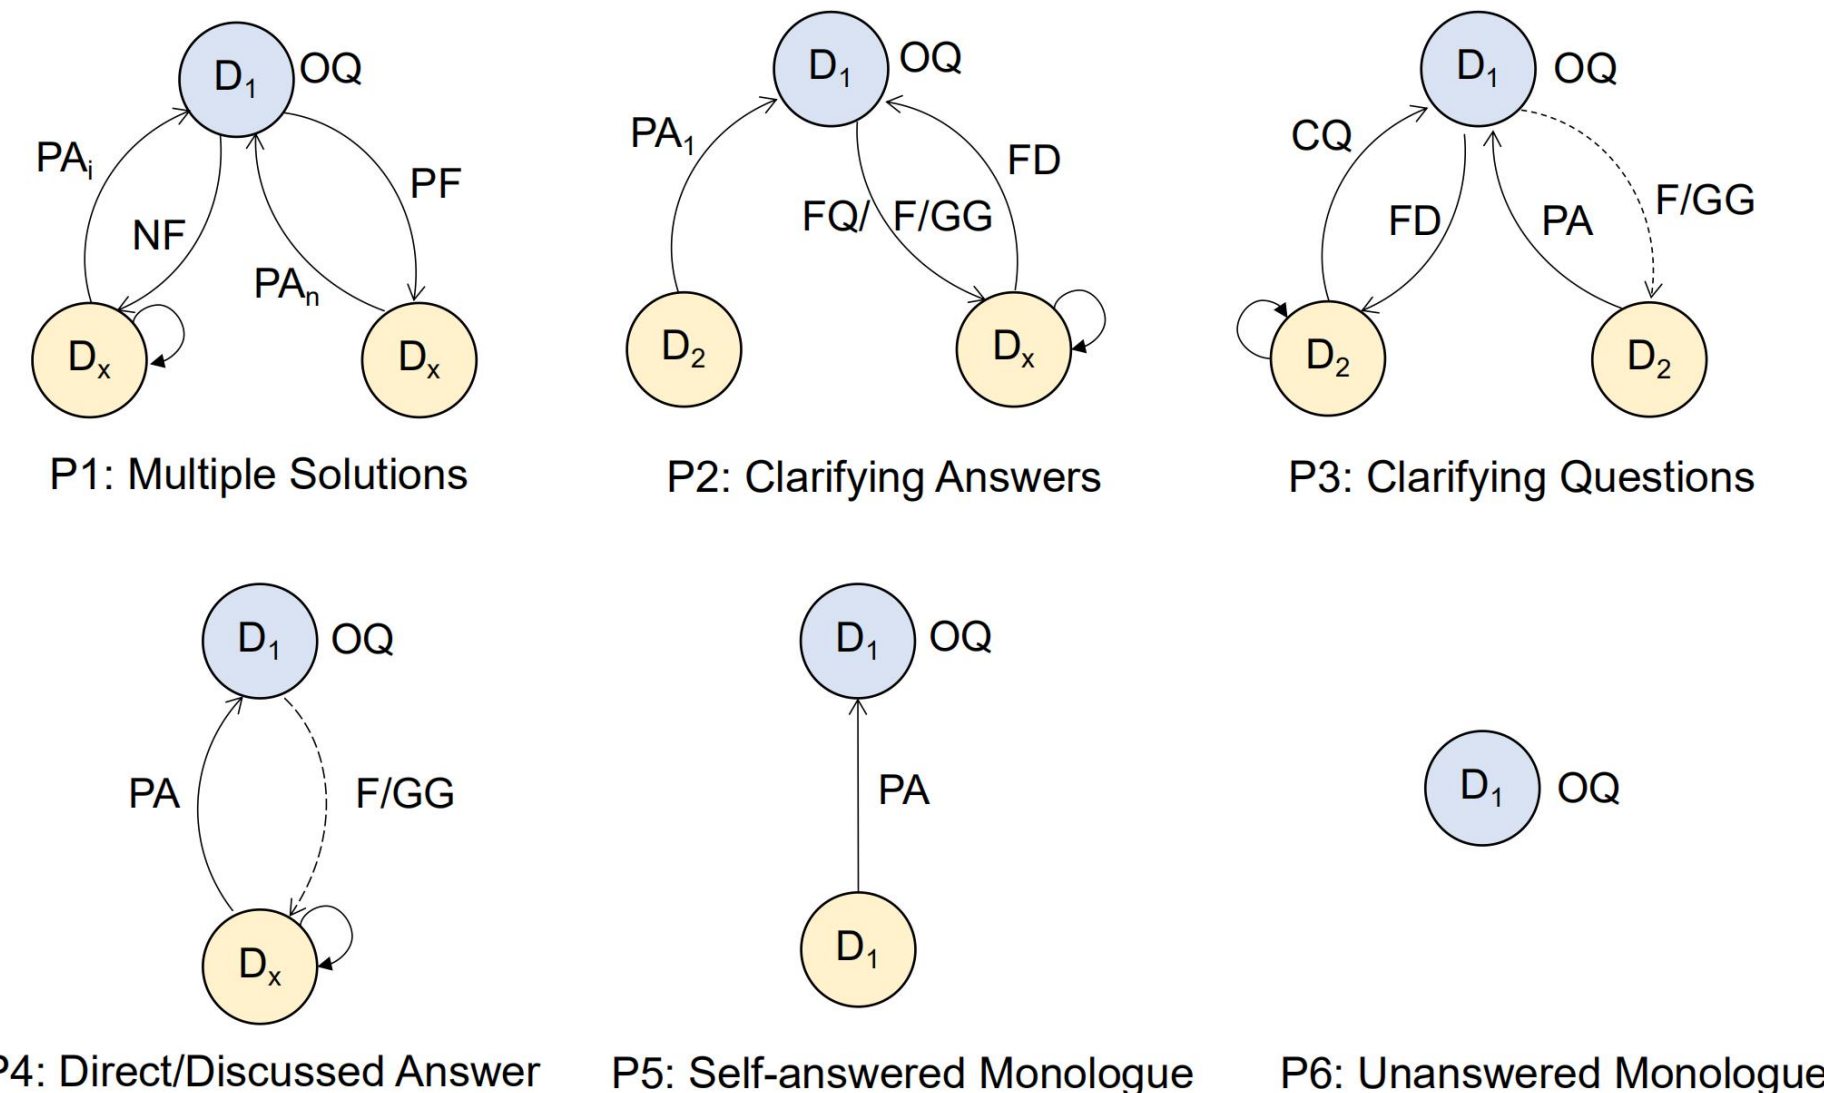 D₁ OQ
PAᵢ
NF
PF
PAₙ
Dₓ
Dₓ
P1: Multiple Solutions
D₁ OQ
PA₁
FD
FQ/ F/GG
D₂
Dₓ
P2: Clarifying Answers
D₁ OQ
CQ
FD
PA
F/GG
D₂
D₂
P3: Clarifying Questions
D₁ OQ
PA
F/GG
Dₓ
P4: Direct/Discussed Answer
D₁ OQ
PA
D₁
P5: Self-answered Monologue
D₁ OQ
P6: Unanswered Monologue